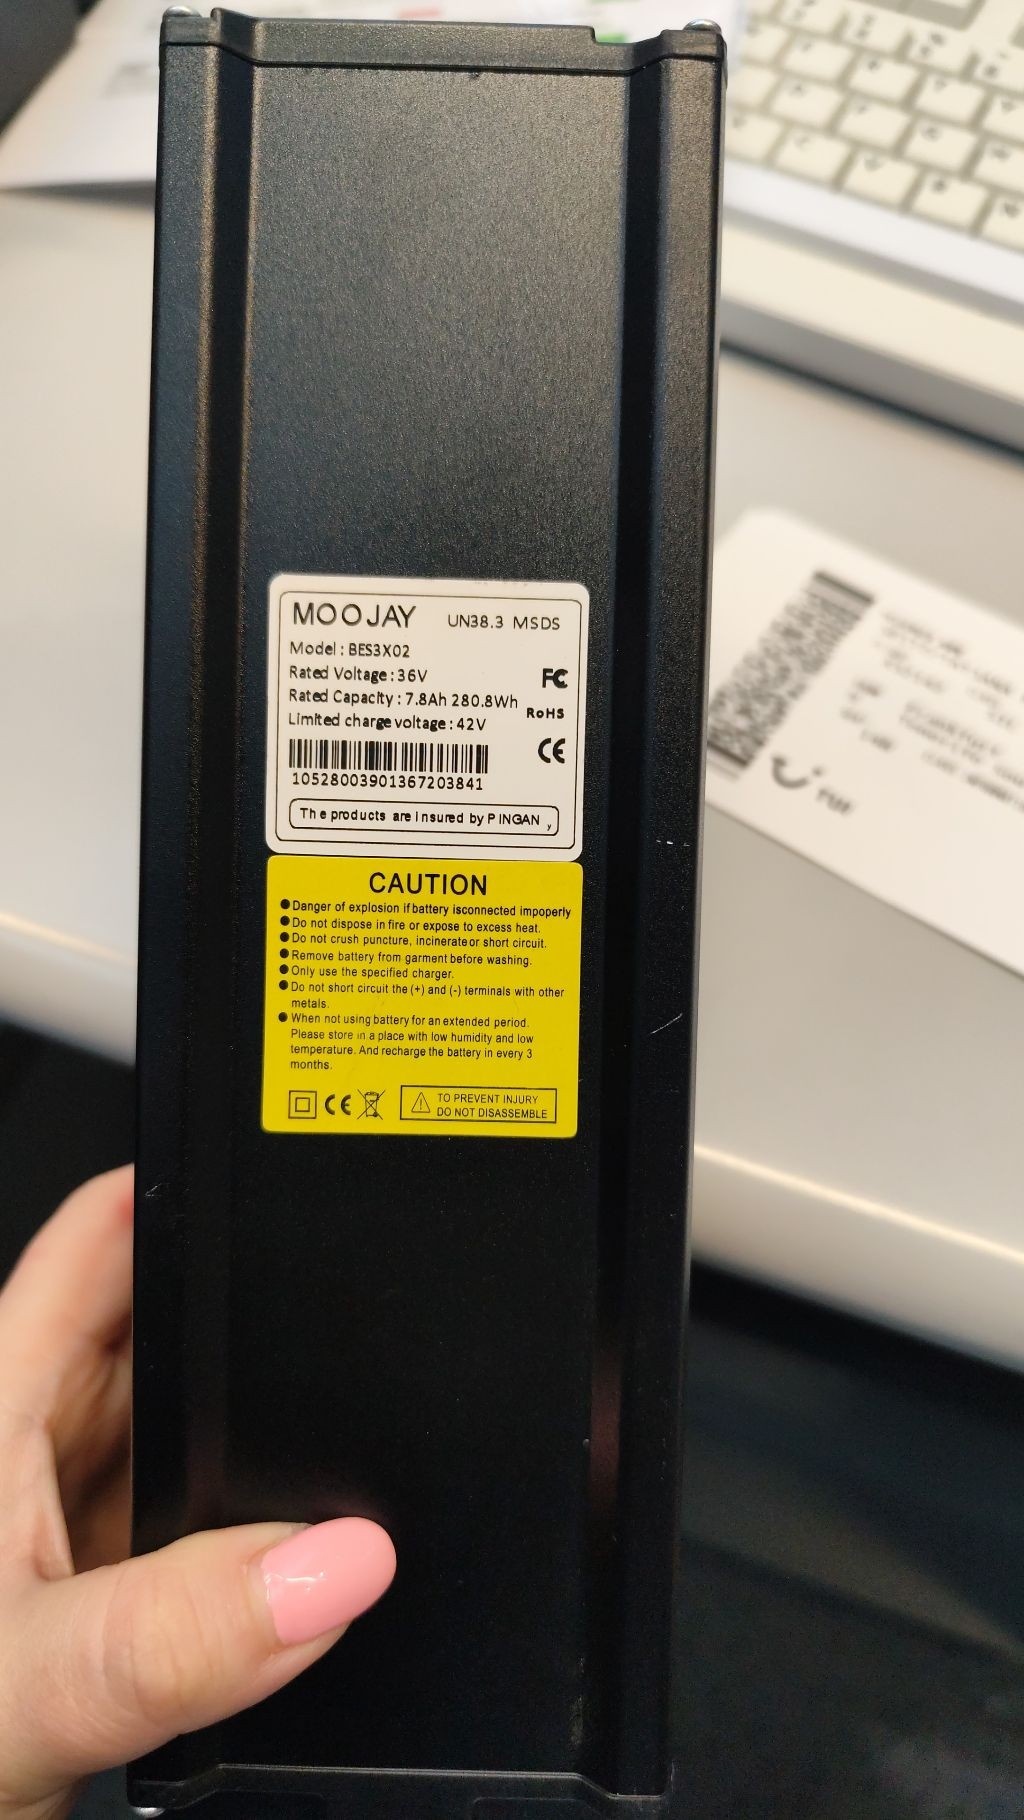 MOOJAY UN38.3 MSDS
Model : BES3X02
Rated Voltage : 36V
FC
Rated Capacity : 7.8Ah 280.8Wh
RoHS
Limited charge voltage : 42V
CE
10528003901367203841
The products are Insured by PINGAN y
CAUTION
●Danger of explosion if battery isconnected impoperly
●Do not dispose in fire or expose to excess heat.
●Do not crush puncture, incinerate or short circuit.
●Remove battery from garment before washing.
●Only use the specified charger.
●Do not short circuit the (+) and (-) terminals with other
metals.
●When not using battery for an extended period.
Please store in a place with low humidity and low
temperature. And recharge the battery in every 3
months.
CE
TO PREVENT INJURY
DO NOT DISASSEMBLE